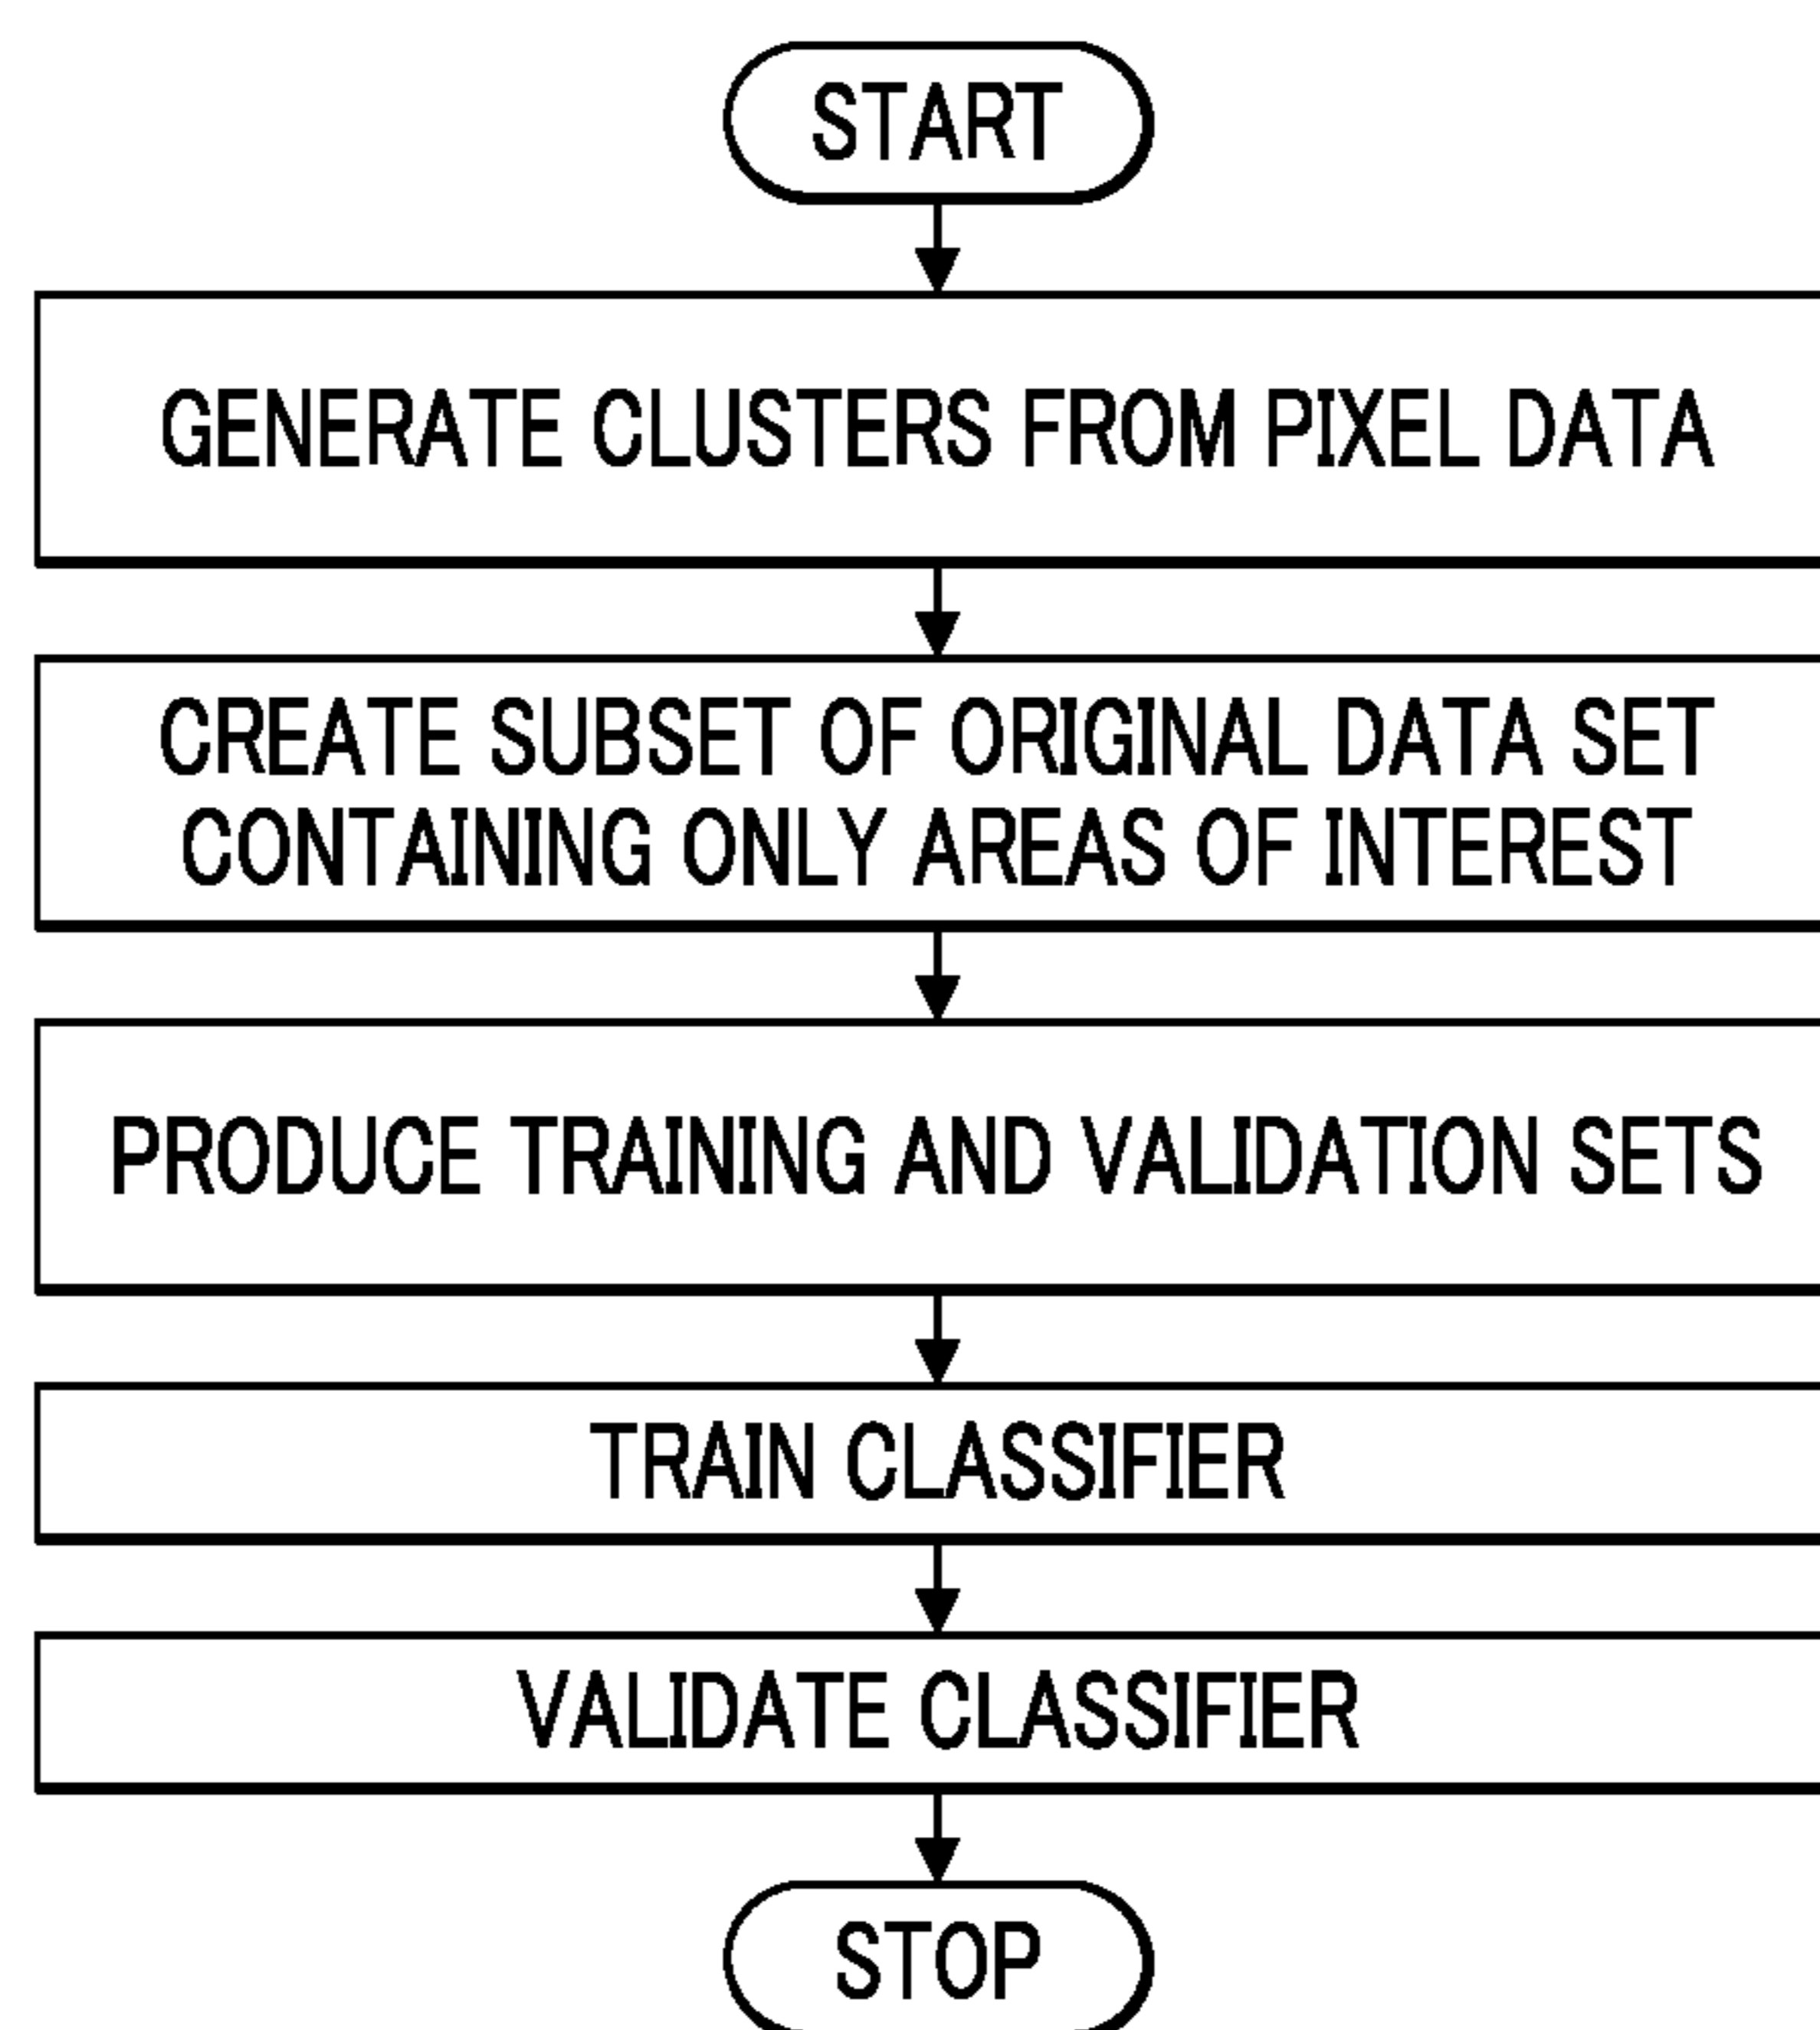 START
GENERATE CLUSTERS FROM PIXEL DATA
CREATE SUBSET OF ORIGINAL DATA SET
CONTAINING ONLY AREAS OF INTEREST
PRODUCE TRAINING AND VALIDATION SETS
TRAIN CLASSIFIER
VALIDATE CLASSIFIER
STOP